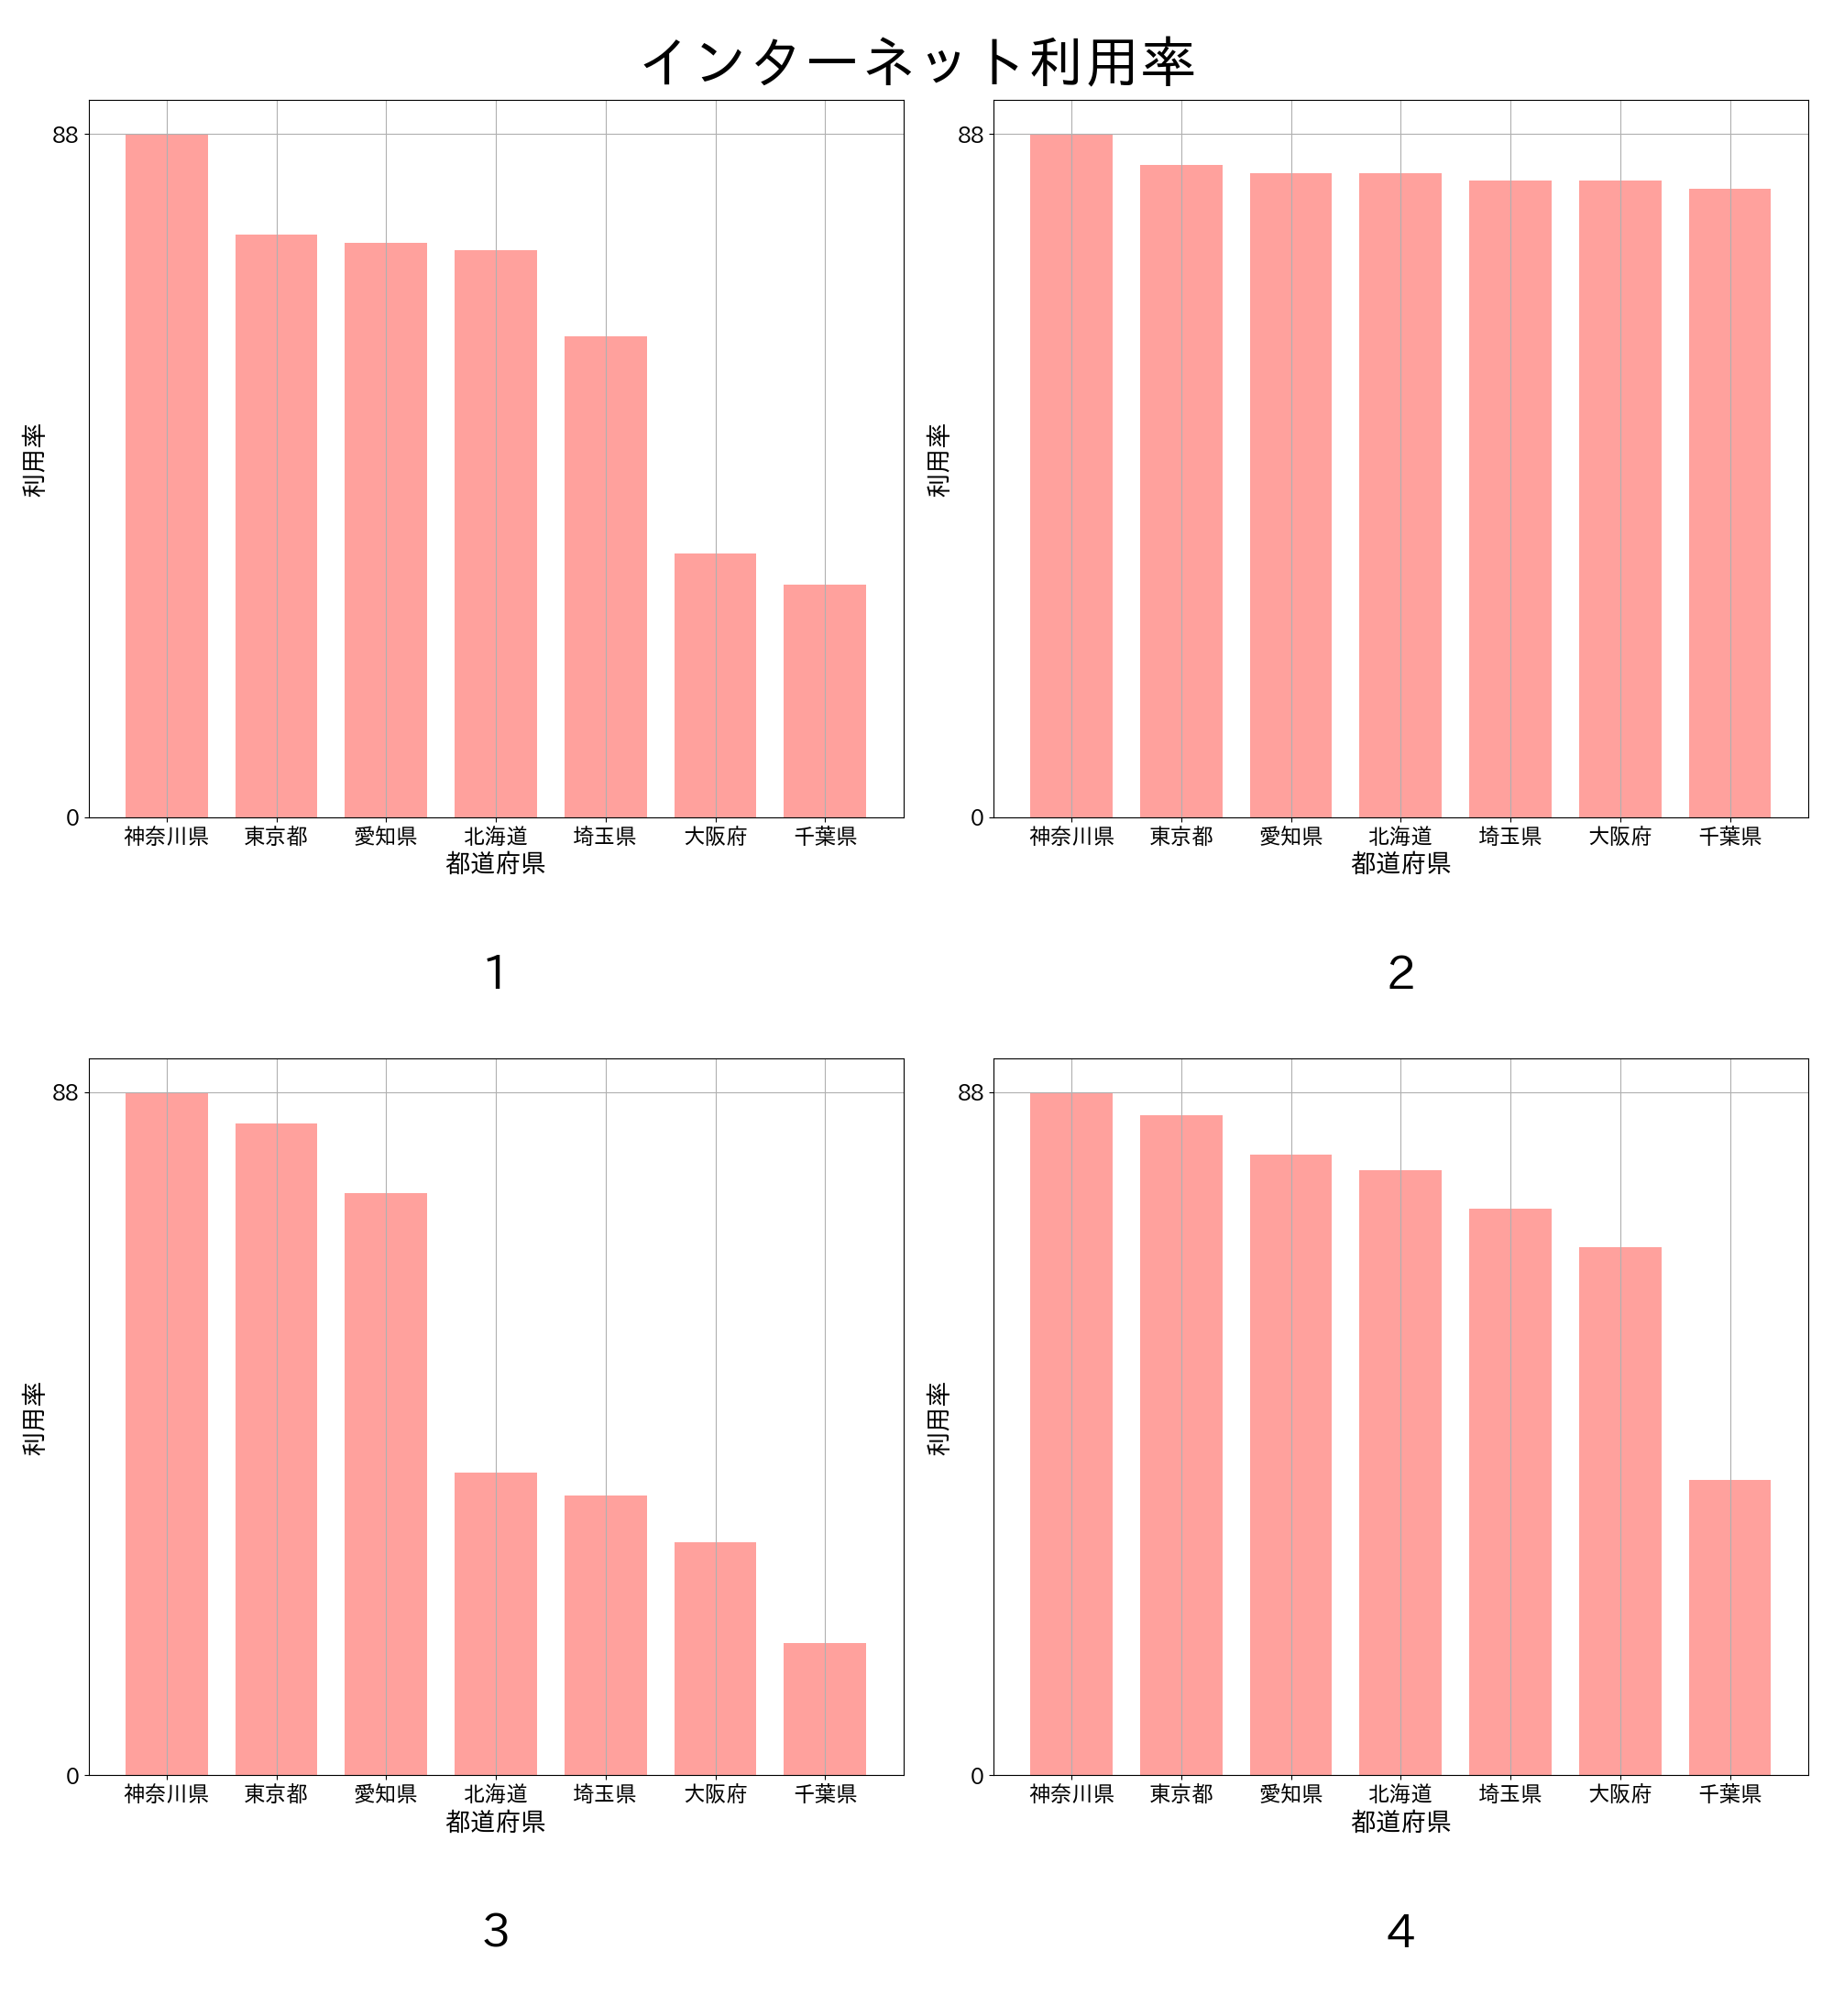 インターネット利用率
88
0
利用率
神奈川県 東京都 愛知県 北海道 埼玉県 大阪府 千葉県
都道府県
1
88
0
利用率
神奈川県 東京都 愛知県 北海道 埼玉県 大阪府 千葉県
都道府県
2
88
0
利用率
神奈川県 東京都 愛知県 北海道 埼玉県 大阪府 千葉県
都道府県
3
88
0
利用率
神奈川県 東京都 愛知県 北海道 埼玉県 大阪府 千葉県
都道府県
4